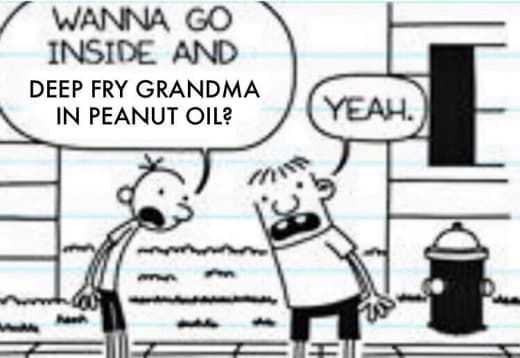 WANNA GO
INSIDE AND
DEEP FRY GRANDMA
IN PEANUT OIL?
YEAH.